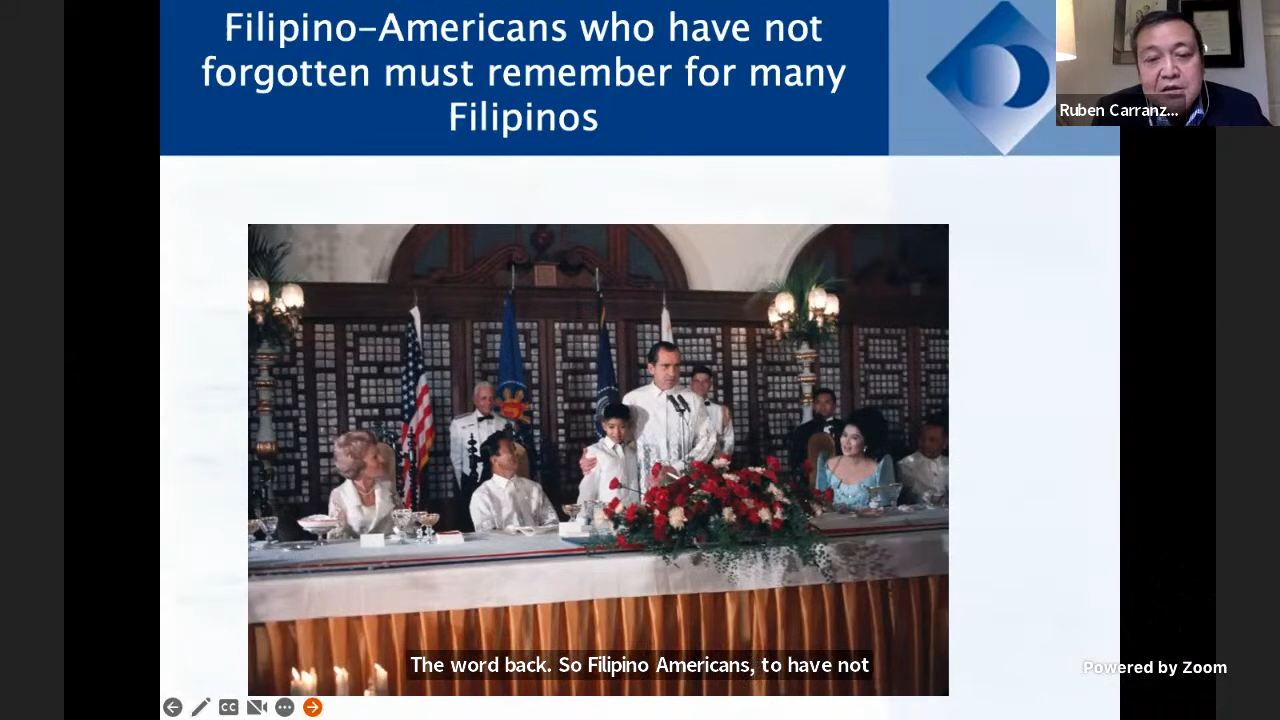 Filipino-Americans who have not
forgotten must remember for many
Filipinos
Ruben Carranz...
The word back. So Filipino Americans, to have not
CC
Powered by Zoom